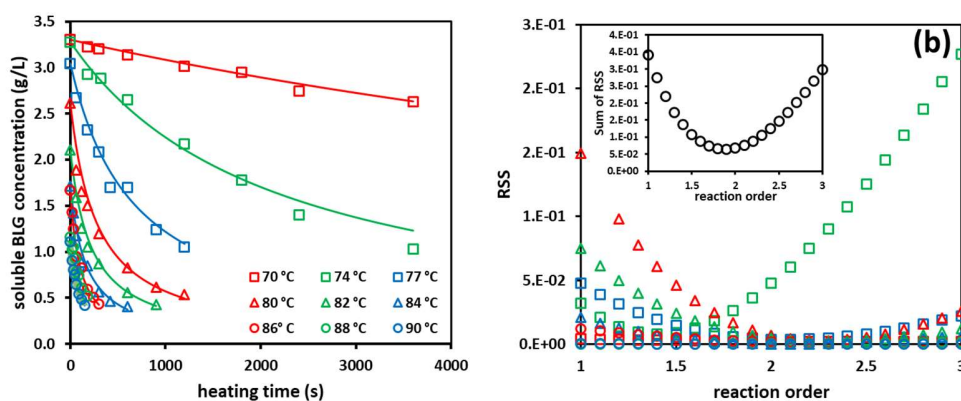 soluble BLG concentration (g/L)
3.5
3.0
2.5
2.0
1.5
1.0
0.5
0.0
0
1000
2000
3000
4000
heating time (s)
70 °C
74 °C
77 °C
80 °C
82 °C
84 °C
86° C
88 °C
90 °C
(b)
RSS
3.E-01
3.E-01
2.E-01
2.E-01
1.E-01
5.E-02
0.E+00
1
1.5
2
2.5
3
reaction order
Sum of RSS
4.E-01
4.E-01
3.E-01
3.E-01
2.E-01
2.E-01
1.E-01
5.E-02
0.E+00
1
1.5
2
2.5
3
reaction order